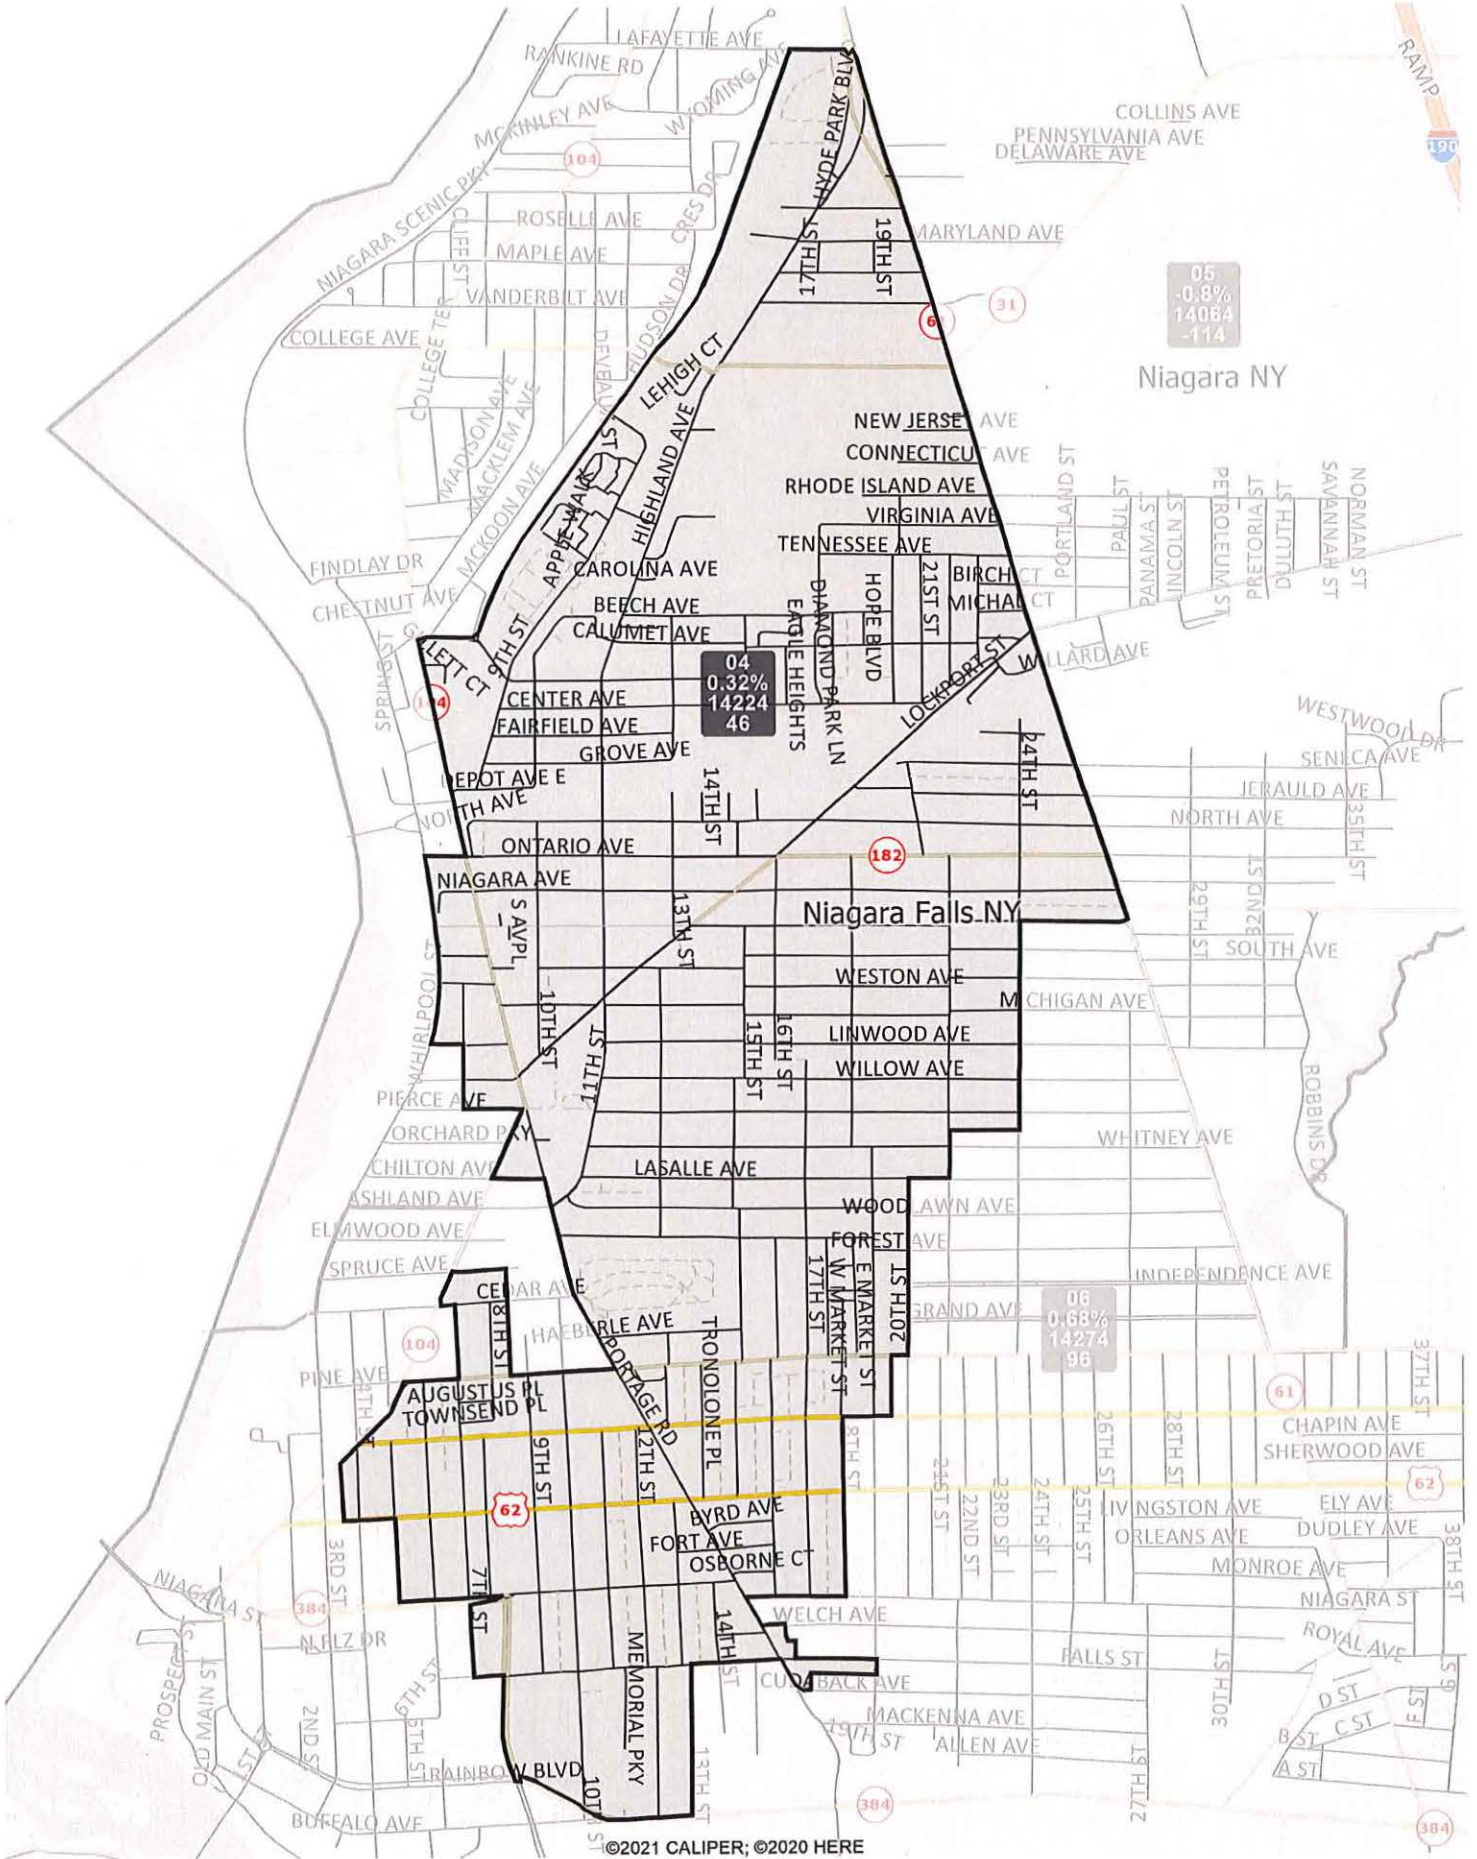 LAFAYETTE AVE
RANKINE RD
WYOMING AVE
HYDE PARK BLV
RAMP
190
MCKINLEY AVE
COLLINS AVE
PENNSYLVANIA AVE
DELAWARE AVE
104
NIAGARA SCENIC PKY
CLIFF ST
ROSELLE AVE
CRES DR
MAPLE AVE
17TH ST
19TH ST
MARYLAND AVE
VANDERBILT AVE
HUDSON DR
31
05
-0.8%
14064
-114
Niagara NY
COLLEGE AVE
COLLEGE TE
LEHIGH CT
MADISON AVE
MACKLEM AVE
MCKOON AVE
HIGHLAND AVE
NEW JERSE AVE
CONNECTICU AVE
RHODE ISLAND AVE
VIRGINIA AVE
TENNESSEE AVE
PORTLAND ST
PAUL ST
PANAMA ST
LINCOLN ST
PETROLEUM ST
PRETORIA ST
DULUTH ST
SAVANNAH ST
NORMAN ST
APPLE WALK
FINDLAY DR
CHESTNUT AVE
CAROLINA AVE
BEECH AVE
CALUMET AVE
EAGLE HEIGHTS
DIAMOND PARK LN
HOPE BLVD
21ST ST
BIRCH CT
MICHAL CT
SPRING ST
9TH ST
LOCKPORT ST
WILLARD AVE
04
0.32%
14224
46
CENTER AVE
FAIRFIELD AVE
GROVE AVE
DEPOT AVE E
NORTH AVE
14TH ST
24TH ST
WESTWOOD DR
SENECA AVE
JERAULD AVE
NORTH AVE
35TH ST
ONTARIO AVE
182
NIAGARA AVE
S AV PL
13TH ST
Niagara Falls NY
29TH ST
32ND ST
SOUTH AVE
WHIRLPOOL ST
WESTON AVE
M CHIGAN AVE
10TH ST
11TH ST
15TH ST
16TH ST
LINWOOD AVE
WILLOW AVE
ROBBINS DR
PIERCE AVE
ORCHARD PKY
WHITNEY AVE
CHILTON AVE
LASALLE AVE
ASHLAND AVE
WOOD LAWN AVE
ELMWOOD AVE
FOREST AVE
SPRUCE AVE
CEDAR AVE
17TH ST
W MARKET ST
E MARKET ST
20TH ST
INDEPENDENCE AVE
8TH ST
HAEBERLE AVE
GRAND AVE
06
0.68%
14274
96
104
PORTAGE RD
TRONOLONE PL
PINE AVE
4TH ST
AUGUSTUS PL
TOWNSEND PL
61
37TH ST
CHAPIN AVE
SHERWOOD AVE
9TH ST
12TH ST
8TH ST
26TH ST
28TH ST
62
62
21ST ST
22ND ST
23RD ST
24TH ST
25TH ST
BYRD AVE
FORT AVE
OSBORNE CT
LIVINGSTON AVE
ELY AVE
ORLEANS AVE
DUDLEY AVE
MONROE AVE
38TH ST
3RD ST
7TH ST
NIAGARA ST
384
NIAGARA ST
WELCH AVE
14TH ST
ROYAL AVE
FALLS ST
PROSPECT ST
OLD MAIN ST
MEMORIAL PKY
CUDABACK AVE
6TH ST
2ND S
5TH ST
1ST ST
MACKENNA AVE
19TH ST
ALLEN AVE
30TH ST
27TH ST
D ST
C ST
B ST
A ST
E ST
RAINBOW BLVD
10TH ST
13TH ST
BUFFALO AVE
384
384
©2021 CALIPER; ©2020 HERE